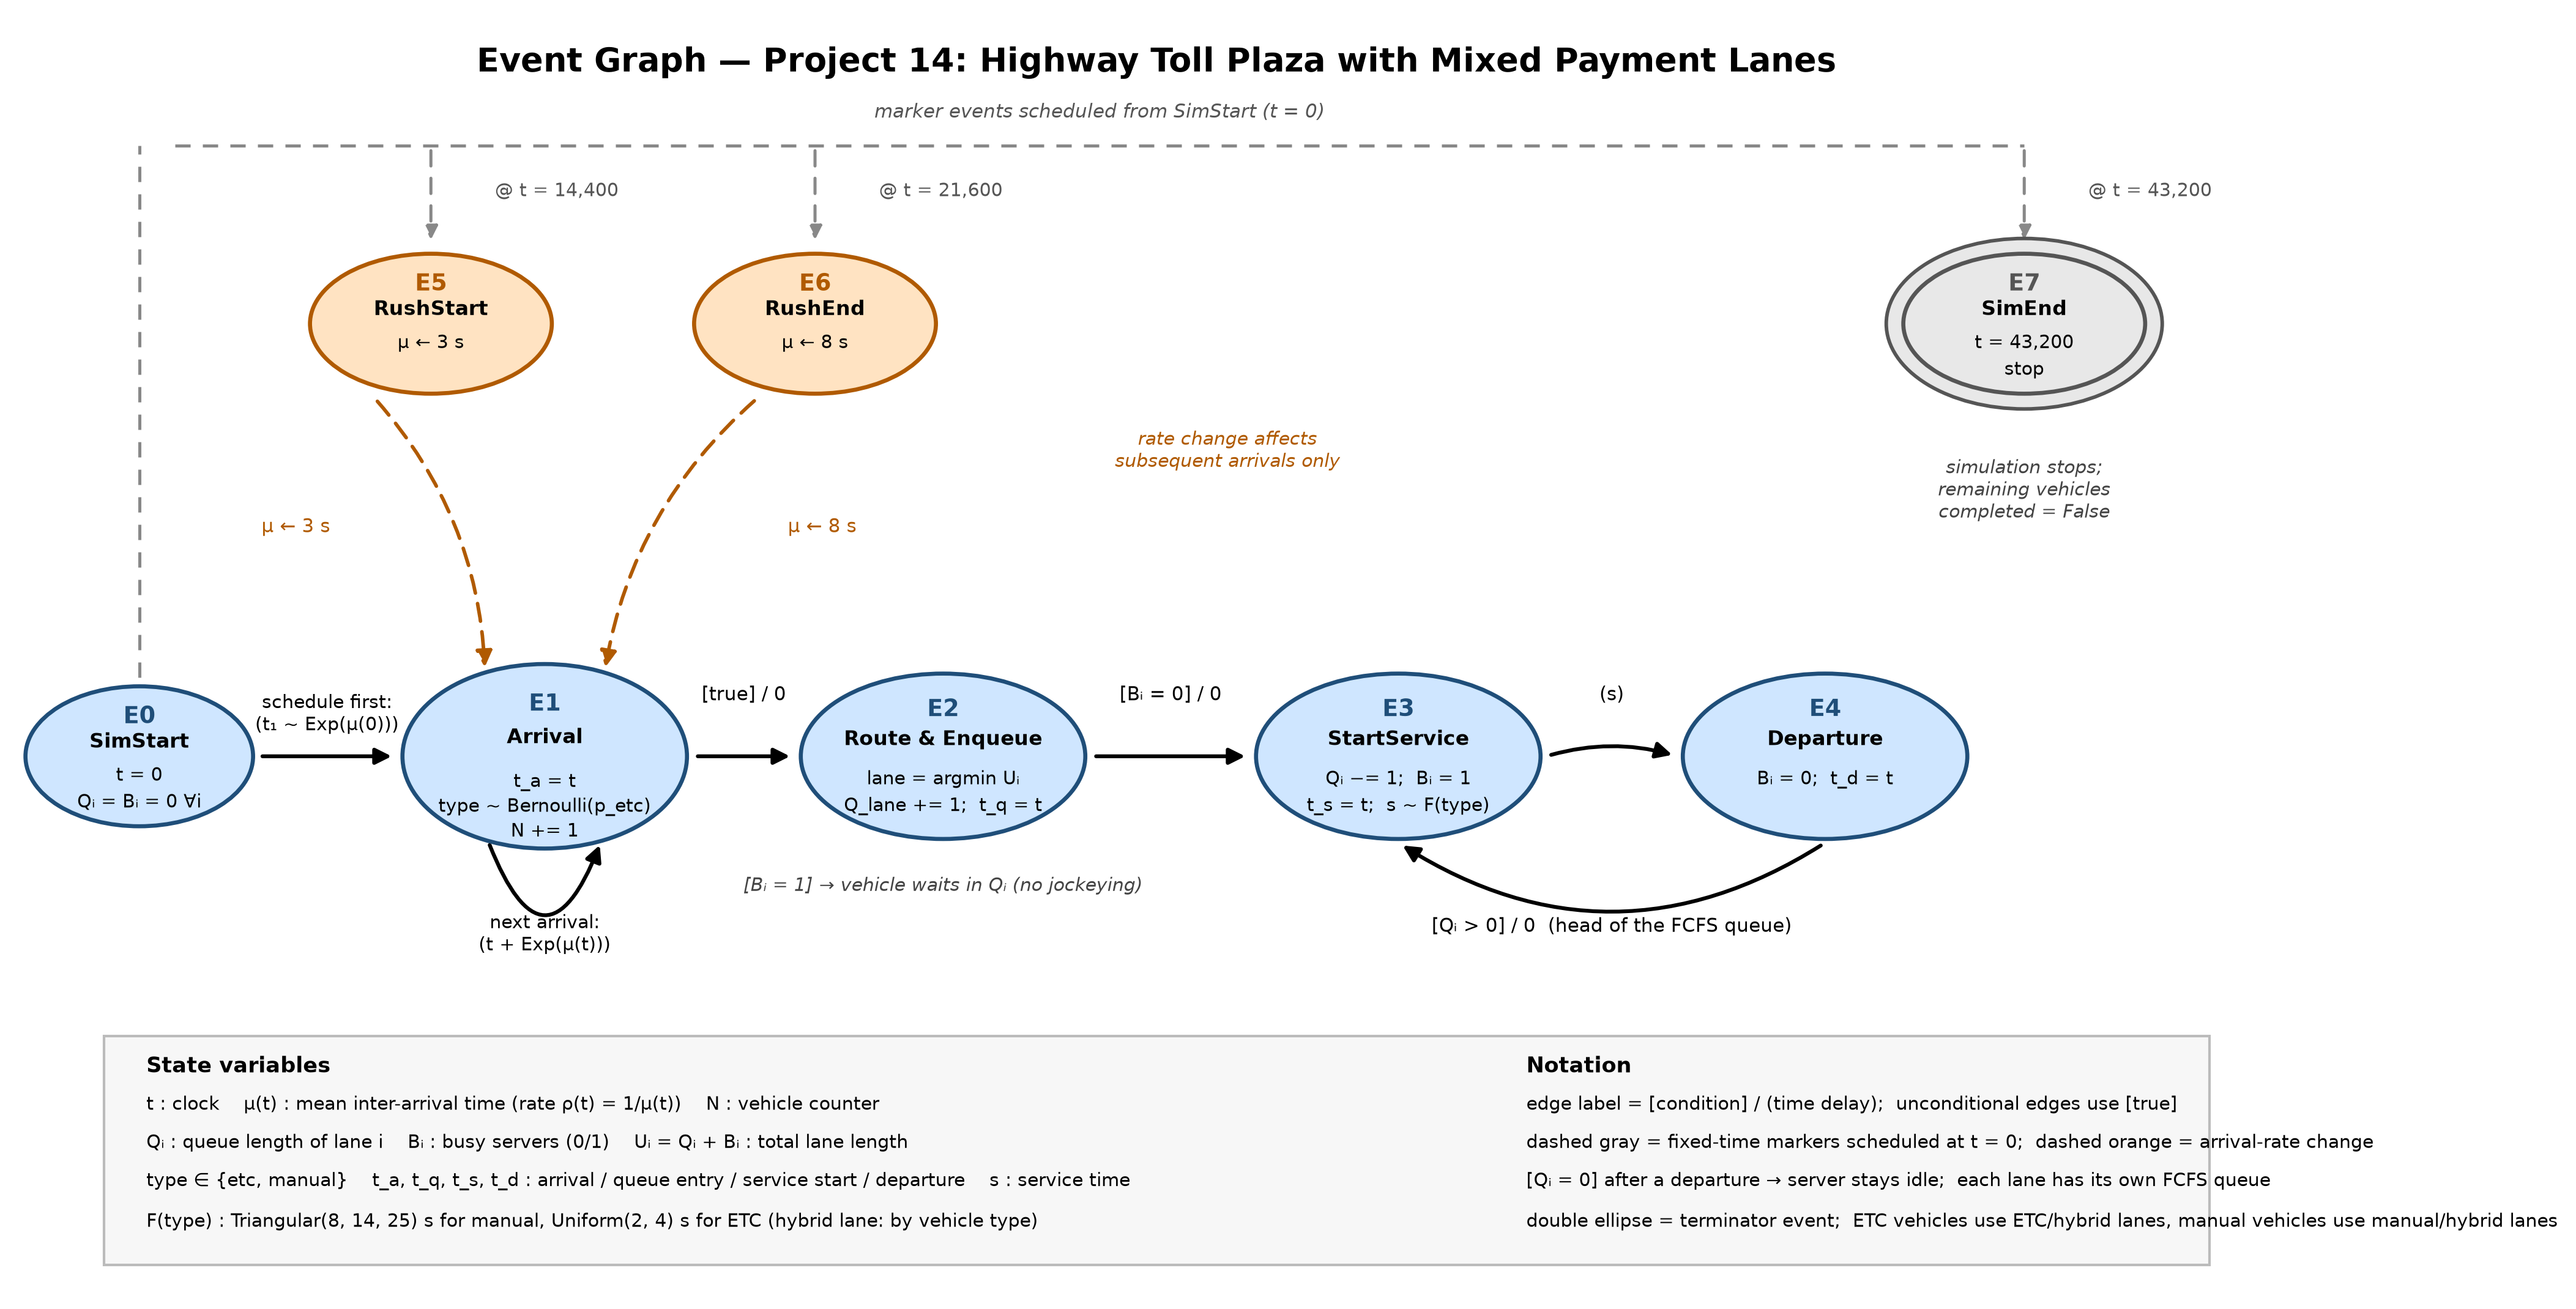 Event Graph — Project 14: Highway Toll Plaza with Mixed Payment Lanes
marker events scheduled from SimStart (t = 0)
@ t = 14,400
@ t = 21,600
@ t = 43,200
E5
RushStart
μ ← 3 s
E6
RushEnd
μ ← 8 s
E7
SimEnd
t = 43,200
stop
rate change affects
subsequent arrivals only
simulation stops;
remaining vehicles
completed = False
μ ← 3 s
μ ← 8 s
E0
SimStart
t = 0
Qᵢ = Bᵢ = 0 ∀i
schedule first:
(t₁ ~ Exp(μ(0)))
E1
Arrival
t_a = t
type ~ Bernoulli(p_etc)
N += 1
[true] / 0
E2
Route & Enqueue
lane = argmin Uᵢ
Q_lane += 1;  t_q = t
[Bᵢ = 0] / 0
E3
StartService
Qᵢ −= 1;  Bᵢ = 1
t_s = t;  s ~ F(type)
(s)
E4
Departure
Bᵢ = 0;  t_d = t
next arrival:
(t + Exp(μ(t)))
[Bᵢ = 1] → vehicle waits in Qᵢ (no jockeying)
[Qᵢ > 0] / 0  (head of the FCFS queue)
State variables
t : clock    μ(t) : mean inter-arrival time (rate ρ(t) = 1/μ(t))    N : vehicle counter
Qᵢ : queue length of lane i    Bᵢ : busy servers (0/1)    Uᵢ = Qᵢ + Bᵢ : total lane length
type ∈ {etc, manual}    t_a, t_q, t_s, t_d : arrival / queue entry / service start / departure    s : service time
F(type) : Triangular(8, 14, 25) s for manual, Uniform(2, 4) s for ETC (hybrid lane: by vehicle type)
Notation
edge label = [condition] / (time delay);  unconditional edges use [true]
dashed gray = fixed-time markers scheduled at t = 0;  dashed orange = arrival-rate change
[Qᵢ = 0] after a departure → server stays idle;  each lane has its own FCFS queue
double ellipse = terminator event;  ETC vehicles use ETC/hybrid lanes, manual vehicles use manual/hybrid lanes